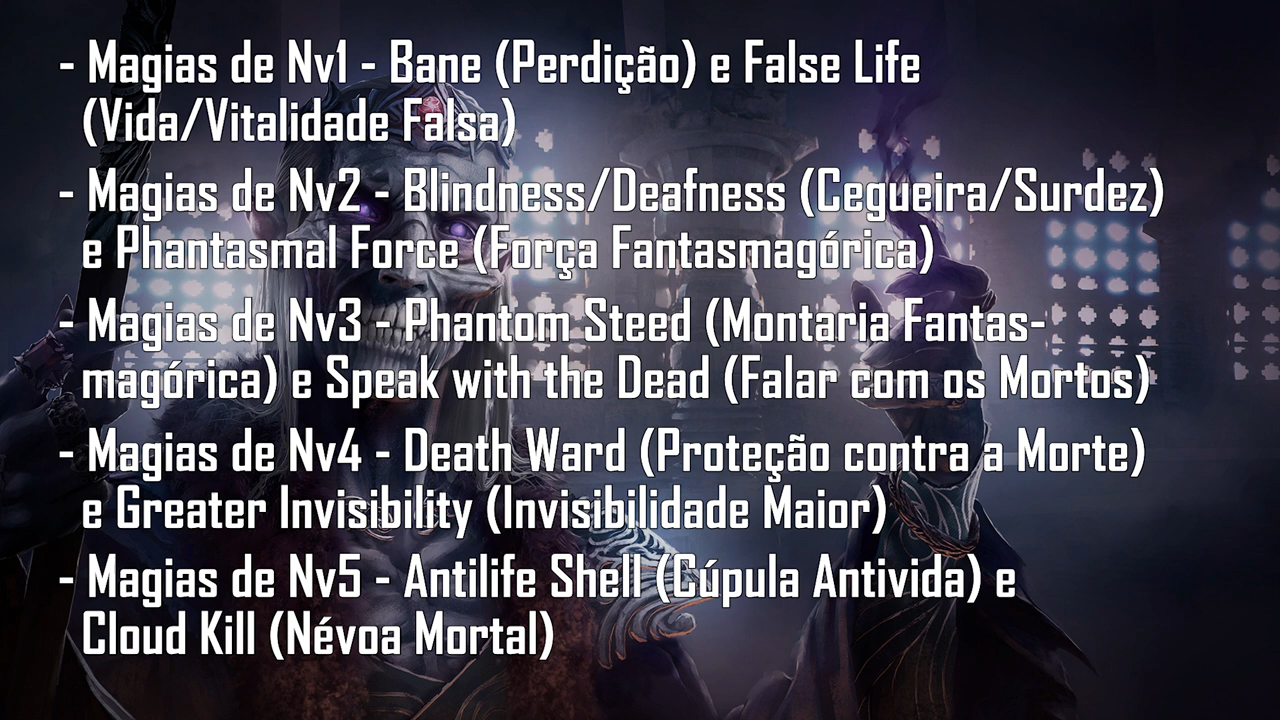 - Magias de Nv1 - Bane (Perdição) e False Life
(Vida/Vitalidade Falsa)
- Magias de Nv2 - Blindness/Deafness (Cegueira/Surdez)
e Phantasmal Force (Força Fantasmagórica)
- Magias de Nv3 - Phantom Steed (Montaria Fantas-
magórica) e Speak with the Dead (Falar com os Mortos)
- Magias de Nv4 - Death Ward (Proteção contra a Morte)
e Greater Invisibility (Invisibilidade Maior)
- Magias de Nv5 - Antilife Shell (Cúpula Antivida) e
Cloud Kill (Névoa Mortal)